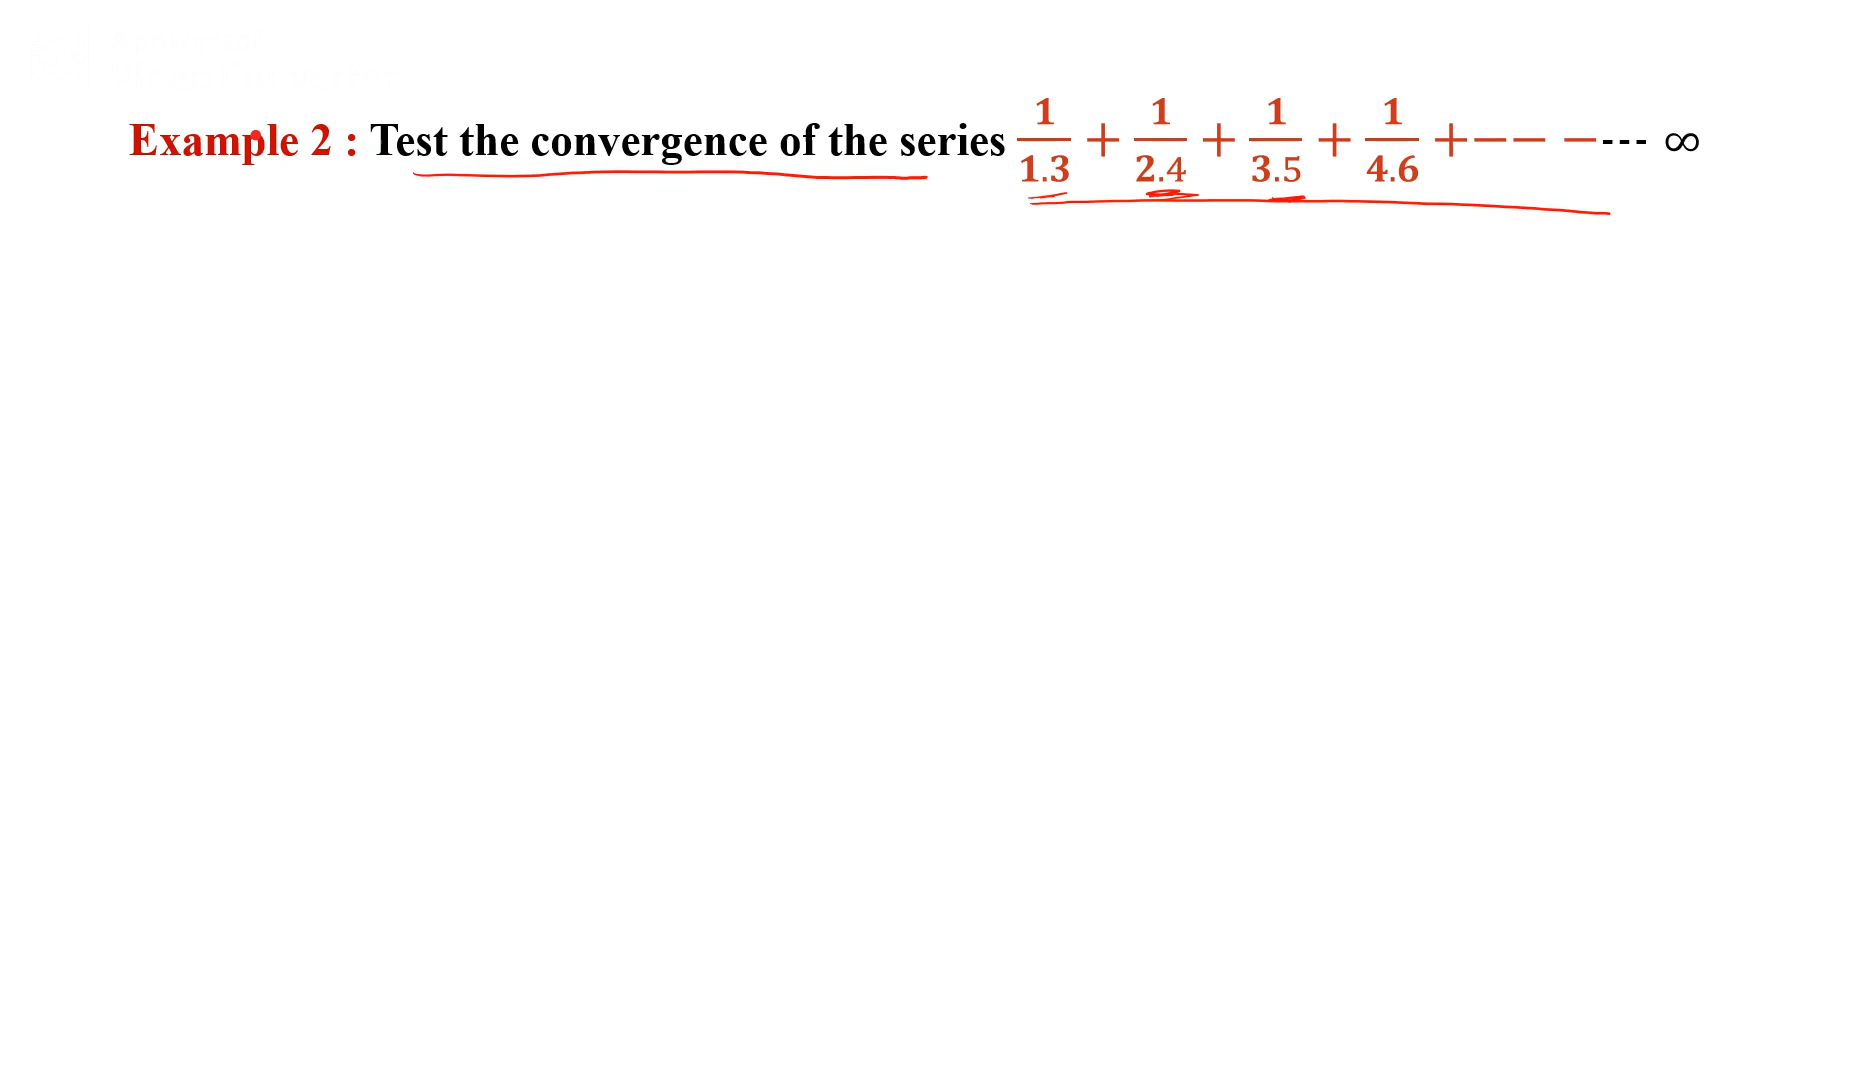 Example 2 : Test the convergence of the series 1/1.3 + 1/2.4 + 1/3.5 + 1/4.6 +−− −--- ∞